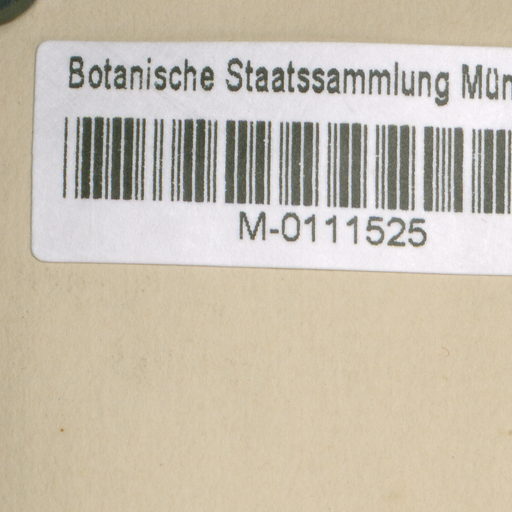 Botanische Staatssammlung Mün
M-0111525